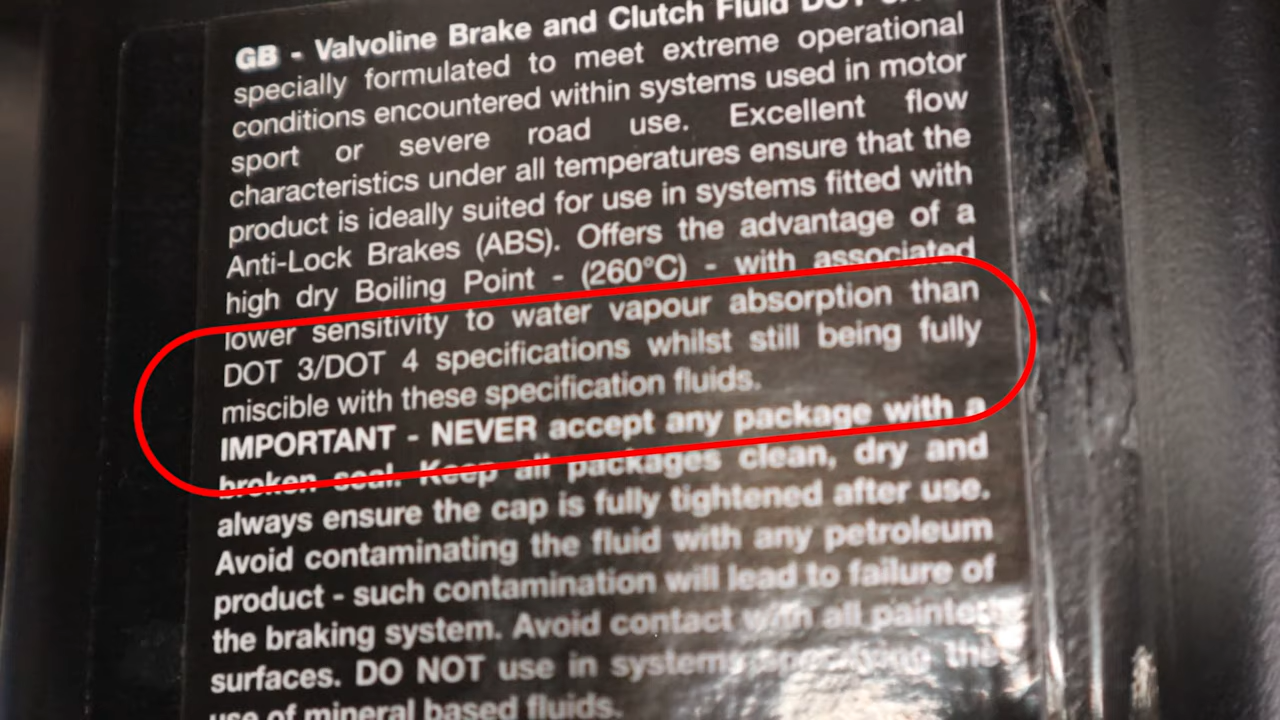 GB - Valvoline Brake and Clutch Fluid DOT
specially formulated to meet extreme operational
conditions encountered within systems used in motor
sport or severe road use. Excellent flow
characteristics under all temperatures ensure that the
product is ideally suited for use in systems fitted with
Anti-Lock Brakes (ABS). Offers the advantage of a
high dry Boiling Point - (260°C) - with associated
lower sensitivity to water vapour absorption than
DOT 3/DOT 4 specifications whilst still being fully
miscible with these specification fluids.
IMPORTANT - NEVER accept any package with a
broken seal. Keep all packages clean, dry and
always ensure the cap is fully tightened after use.
Avoid contaminating the fluid with any petroleum
product - such contamination will lead to failure of
the braking system. Avoid contact with all painted
surfaces. DO NOT use in systems specifying the
use of mineral based fluids.